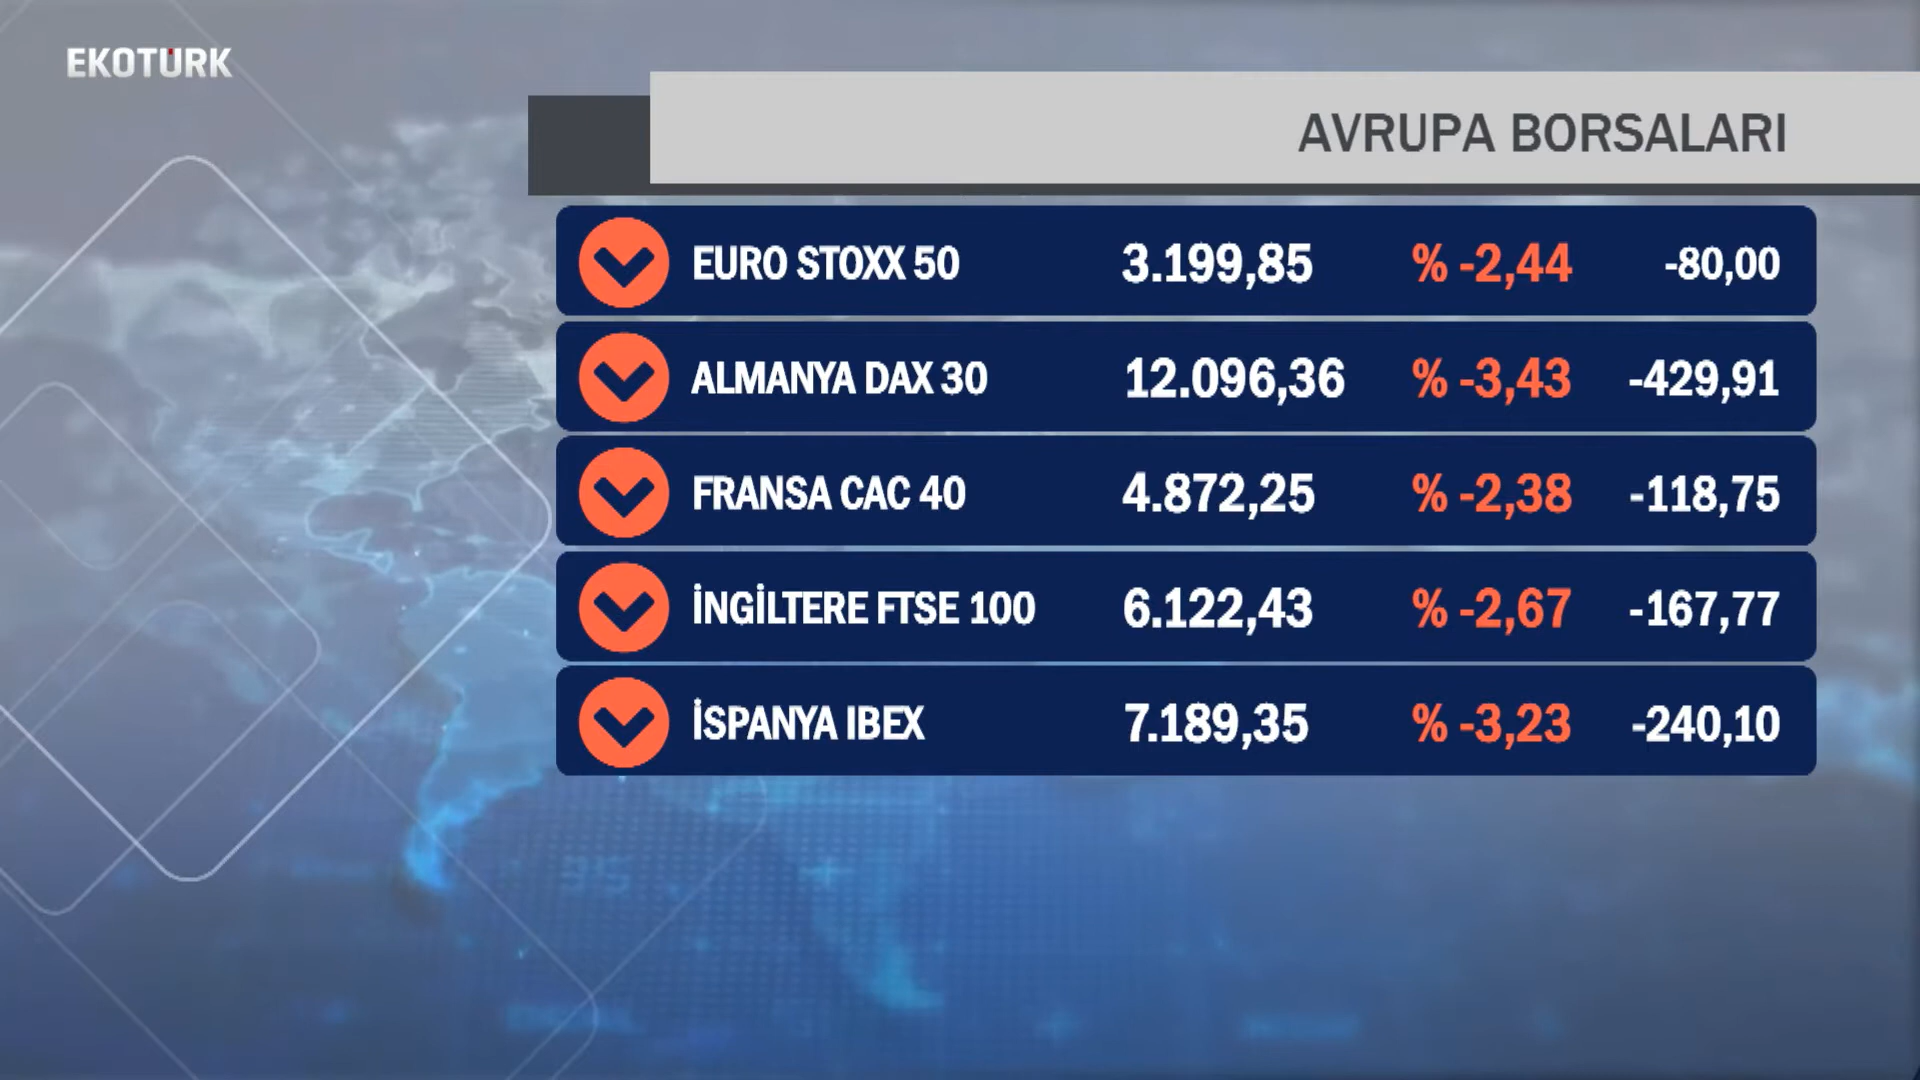 EKOTÜRK
AVRUPA BORSALARI
EURO STOXX 50 3.199,85 % -2,44 -80,00
ALMANYA DAX 30 12.096,36 % -3,43 -429,91
FRANSA CAC 40 4.872,25 % -2,38 -118,75
İNGİLTERE FTSE 100 6.122,43 % -2,67 -167,77
İSPANYA IBEX 7.189,35 % -3,23 -240,10